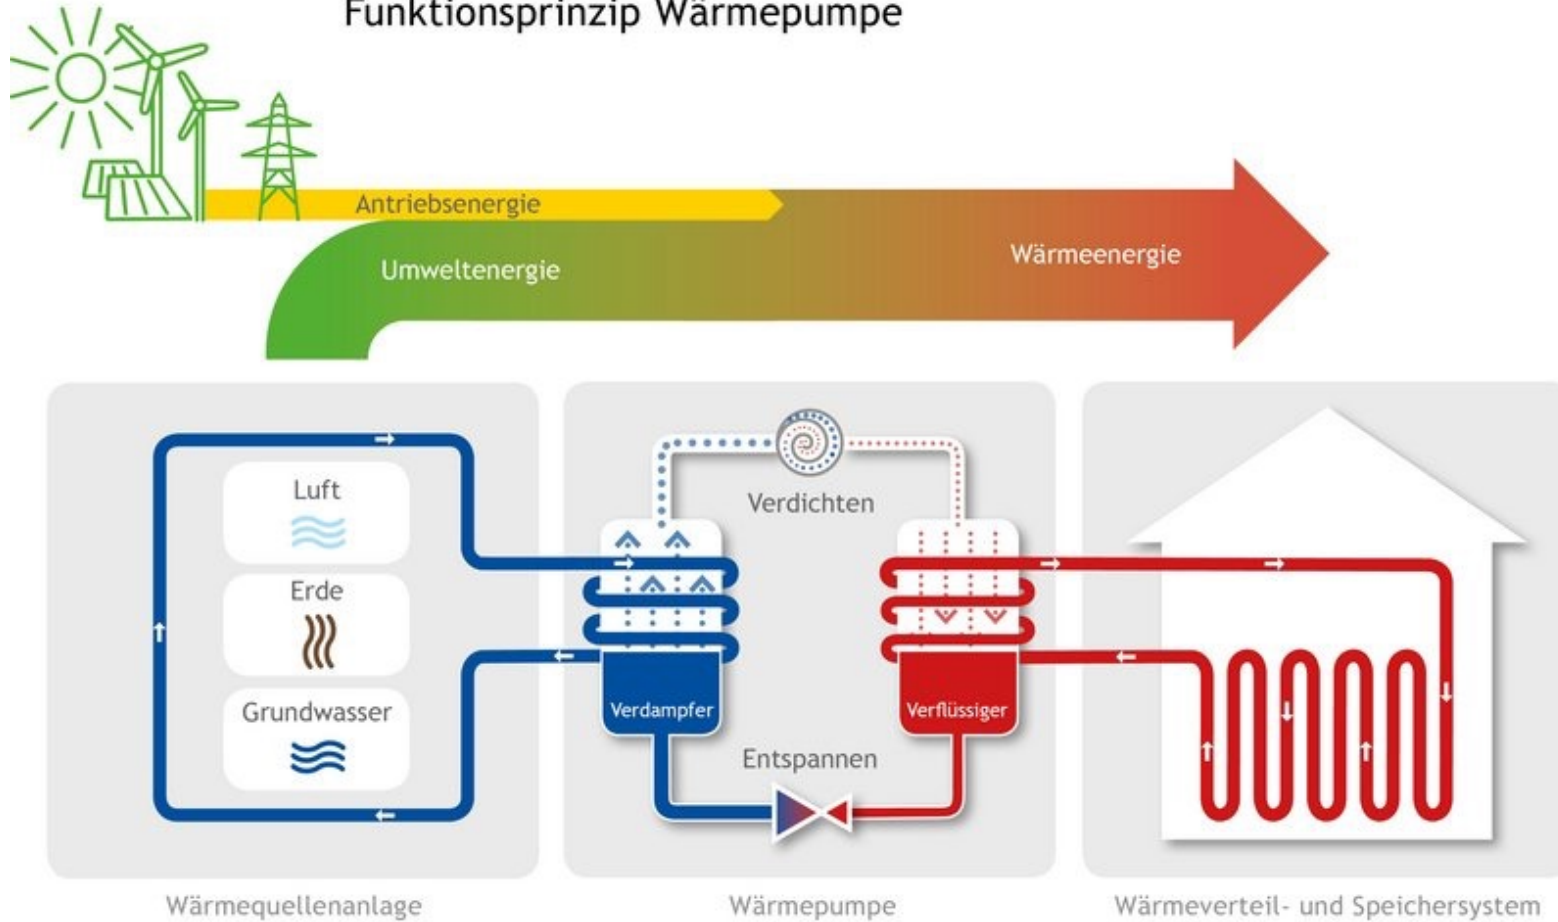 Funktionsprinzip Wärmepumpe
Antriebsenergie
Umweltenergie
Wärmeenergie
Luft
Erde
Grundwasser
Verdichten
Verdampfer
Verflüssiger
Entspannen
Wärmequellenanlage
Wärmepumpe
Wärmeverteil- und Speichersystem